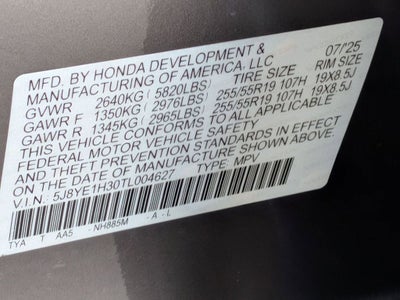 MFD. BY HONDA DEVELOPMENT & 07/'25
MANUFACTURING OF AMERICA, LLC
GVWR 2640KG (5820LBS) TIRE SIZE RIM SIZE
GAWR F 1350KG (2976LBS) 255/55R19 107H 19X8.5J
GAWR R 1345KG (2965LBS) 255/55R19 107H 19X8.5J
THIS VEHICLE CONFORMS TO ALL APPLICABLE
FEDERAL MOTOR VEHICLE SAFETY
AND THEFT PREVENTION STANDARDS IN EFFECT
ON THE DATE OF MANUFACTURE SHOWN ABOVE.
V.I.N.: 5J8YE1H30TL004627 TYPE: MPV
TYA T AA5 -NH885M -A -L